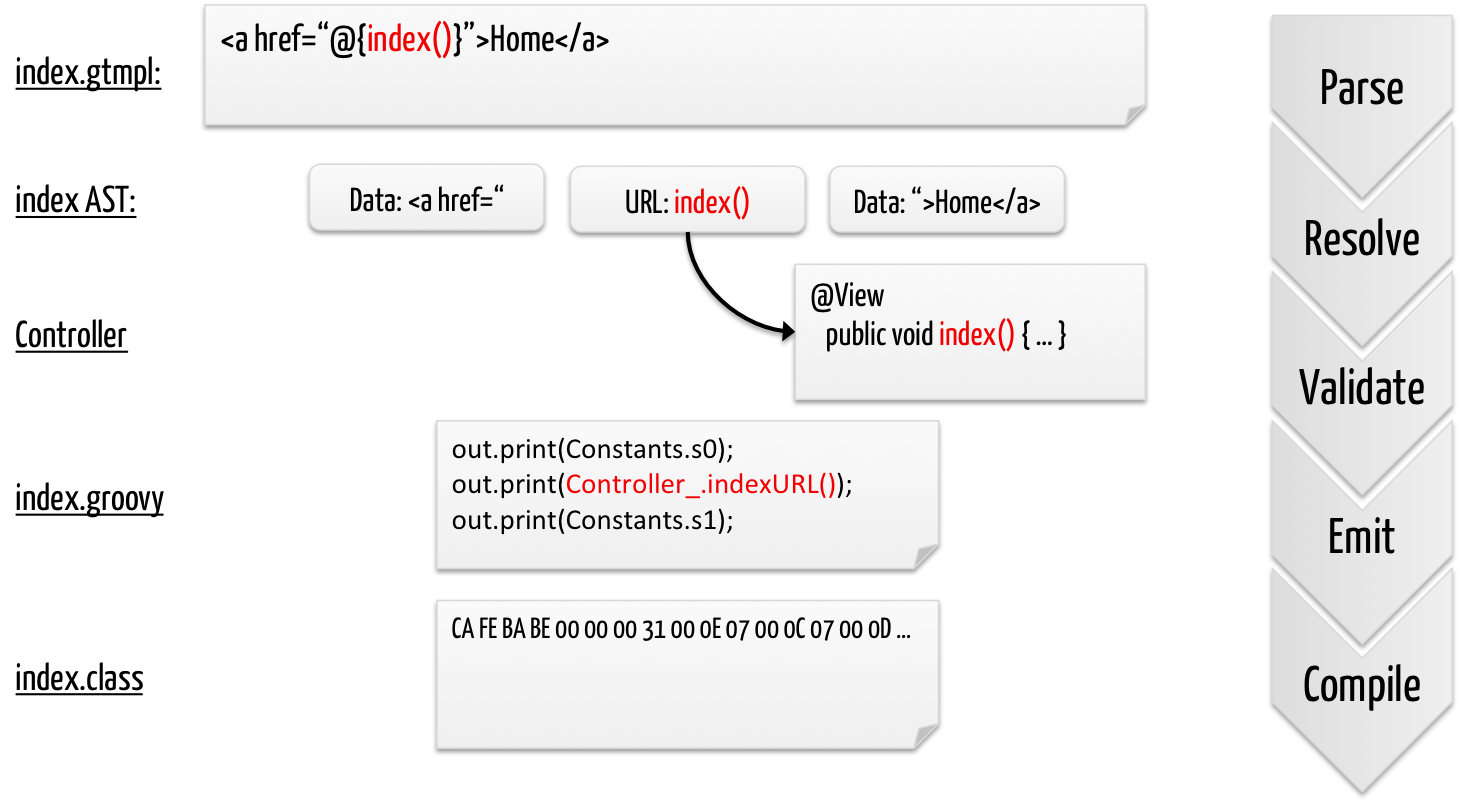 <a href=“@{index()}”>Home</a>
index.gtmpl:
index AST:
Data: <a href=“
URL: index()
Data: “>Home</a>
Controller
@View
public void index() { ... }
index.groovy
out.print(Constants.s0);
out.print(Controller_.indexURL());
out.print(Constants.s1);
index.class
CA FE BA BE 00 00 00 31 00 0E 07 00 0C 07 00 0D ...
Parse
Resolve
Validate
Emit
Compile